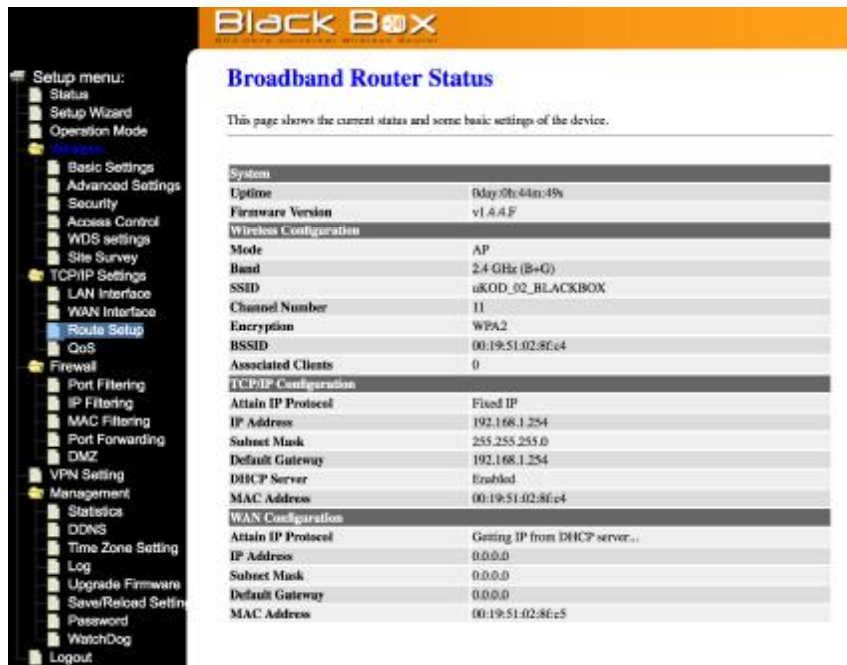 Black Box
Setup menu:
Status
Setup Wizard
Operation Mode
Wireless
Basic Settings
Advanced Settings
Security
Access Control
WDS settings
Site Survey
TCP/IP Settings
LAN Interface
WAN Interface
Route Setup
QoS
Firewall
Port Filtering
IP Filtering
MAC Filtering
Port Forwarding
DMZ
VPN Setting
Management
Statistics
DDNS
Time Zone Setting
Log
Upgrade Firmware
Save/Reload Settin
Password
WatchDog
Logout
Broadband Router Status
This page shows the current status and some basic settings of the device.
System
Uptime 0day:0h:44m:49s
Firmware Version v1.4.4.F
Wireless Configuration
Mode AP
Band 2.4 GHz (B+G)
SSID uKOD_02_BLACKBOX
Channel Number 11
Encryption WPA2
BSSID 00:19:51:02:8f:c4
Associated Clients 0
TCP/IP Configuration
Attain IP Protocol Fixed IP
IP Address 192.168.1.254
Subnet Mask 255.255.255.0
Default Gateway 192.168.1.254
DHCP Server Enabled
MAC Address 00:19:51:02:8f:c4
WAN Configuration
Attain IP Protocol Getting IP from DHCP server...
IP Address 0.0.0.0
Subnet Mask 0.0.0.0
Default Gateway 0.0.0.0
MAC Address 00:19:51:02:8f:c5